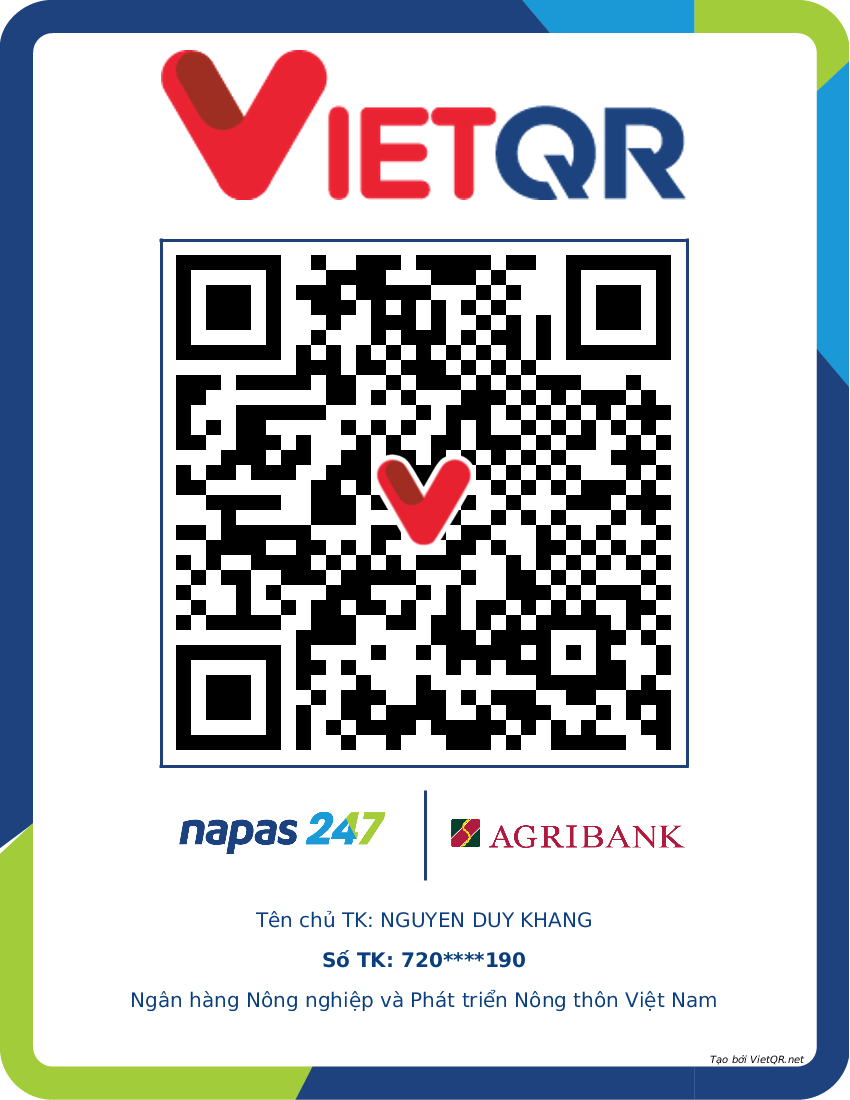 VIETQR
napas 247
AGRIBANK
Tên chủ TK: NGUYEN DUY KHANG
Số TK: 720****190
Ngân hàng Nông nghiệp và Phát triển Nông thôn Việt Nam
Tạo bởi VietQR.net